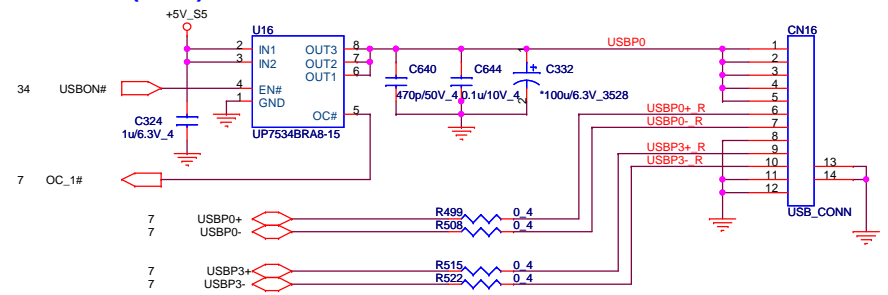 +5V_S5
U16
CN16
2 IN1 OUT3 8
3 IN2 OUT2 7
OUT1 6
4 EN#
1 GND
OC# 5
UP7534BRA8-15
34 USBON#
C324
1u/6.3V_4
7 OC_1#
C640
470p/50V_4
C644
0.1u/10V_4
1
+
2
C332
*100u/6.3V_3528
USBP0
USBP0+_R
USBP0-_R
USBP3+_R
USBP3-_R
1
2
3
4
5
6
7
8
9
10
11
12
13
14
USB_CONN
7 USBP0+ R499 0_4
7 USBP0- R508 0_4
7 USBP3+ R515 0_4
7 USBP3- R522 0_4